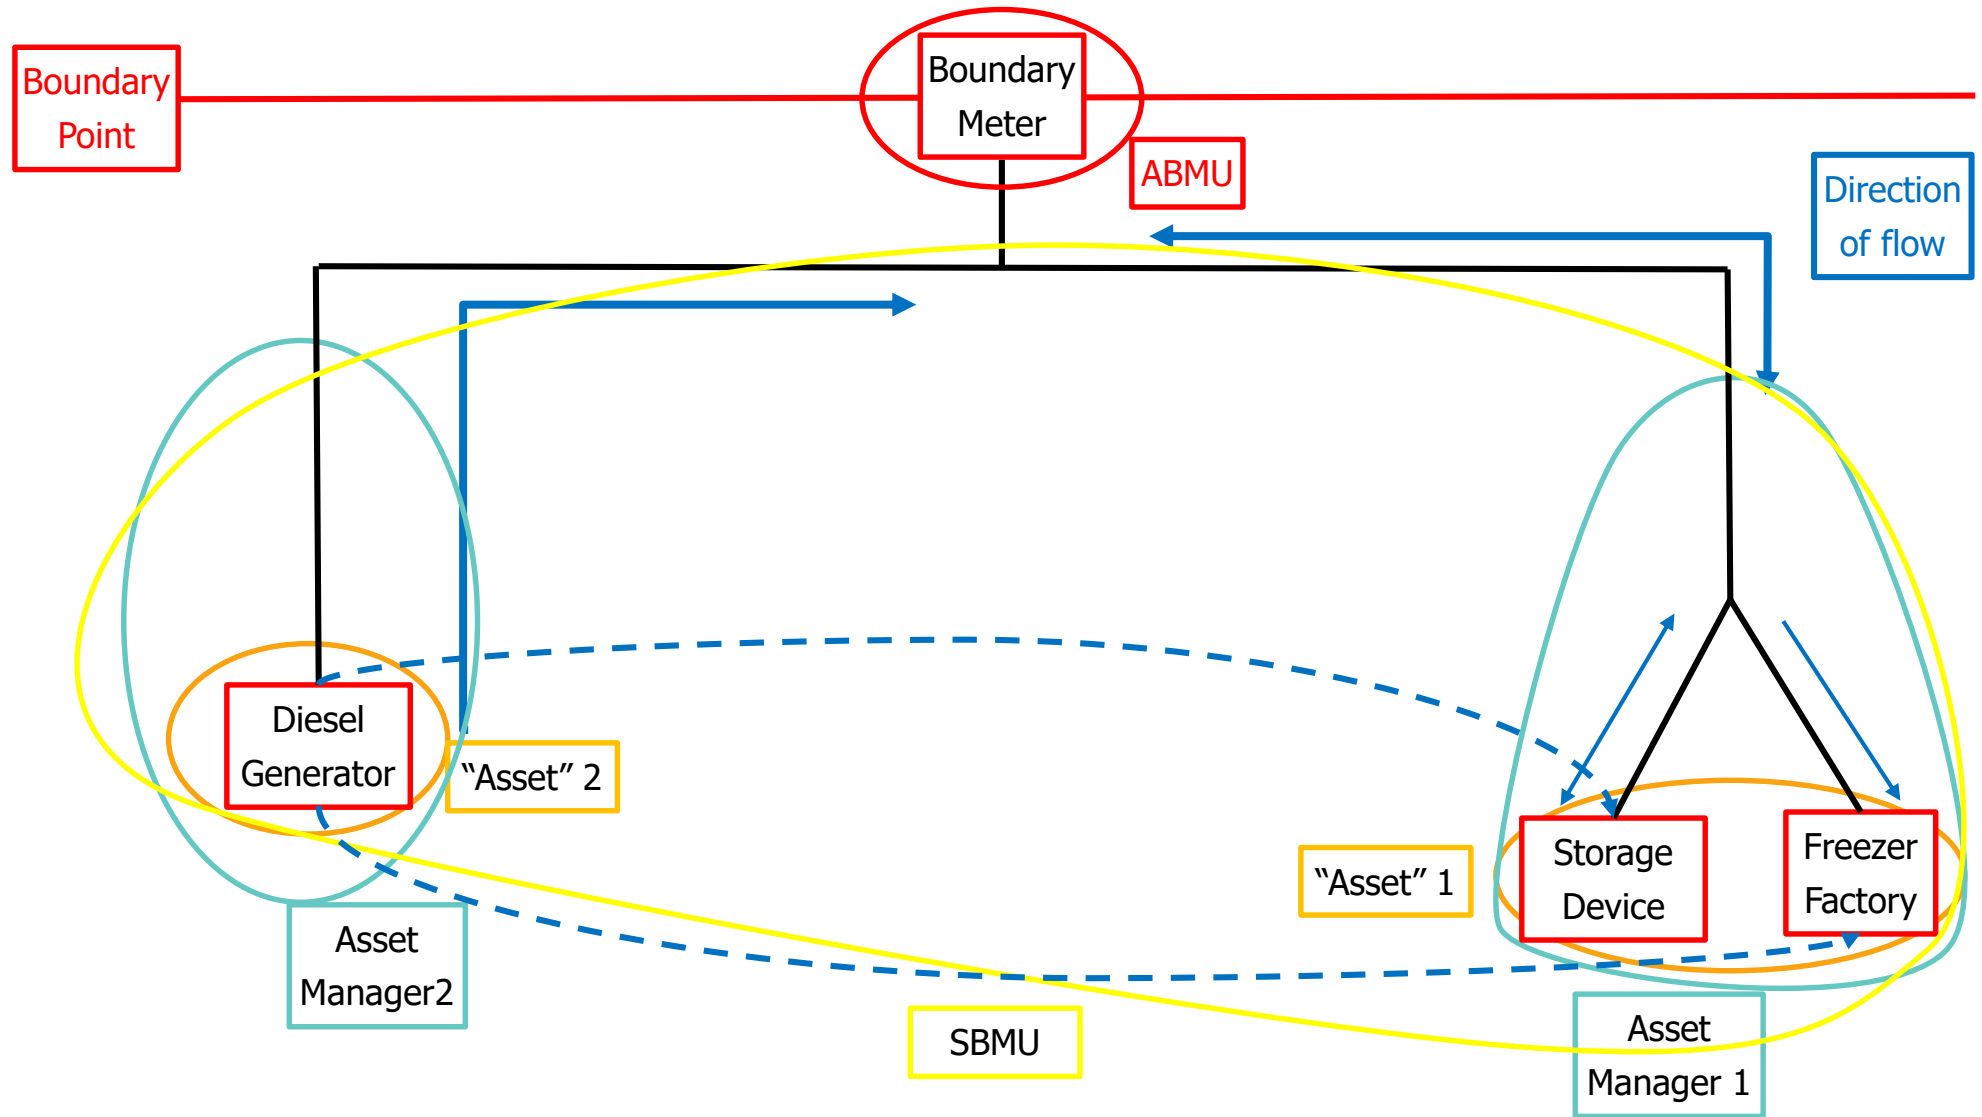 Boundary
Point
Boundary
Meter
ABMU
Direction
of flow
Diesel
Generator
“Asset” 2
“Asset” 1
Storage
Device
Freezer
Factory
Asset
Manager2
SBMU
Asset
Manager 1